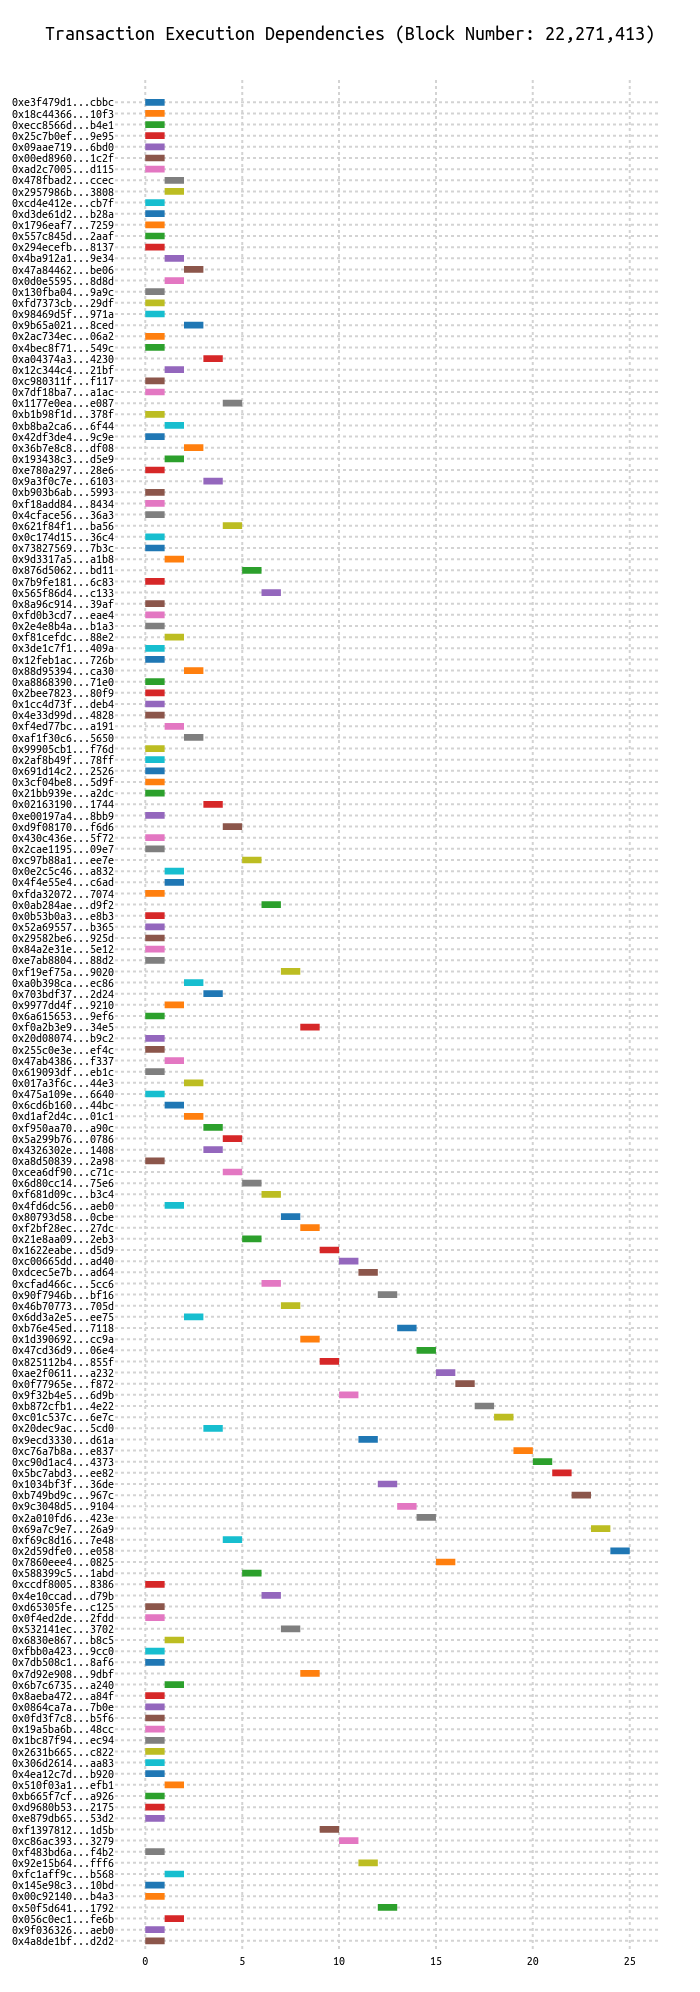 Transaction Execution Dependencies (Block Number: 22,271,413)
0xe3f479d1...cbbc
0x18c44366...10f3
0xecc8566d...b4e1
0x25c7b0ef...9e95
0x09aae719...6bd0
0x00ed8960...1c2f
0xad2c7005...d115
0x478fbad2...ccec
0x2957986b...3808
0xcd4e412e...cb7f
0xd3de61d2...b28a
0x1796eaf7...7259
0x557c845d...2aaf
0x294ecefb...8137
0x4ba912a1...9e34
0x47a84462...be06
0x0d0e5595...8d8d
0x130fba04...9a9c
0xfd7373cb...29df
0x98469d5f...971a
0x9b65a021...8ced
0x2ac734ec...06a2
0x4bec8f71...549c
0xa04374a3...4230
0x12c344c4...21bf
0xc980311f...f117
0x7df18ba7...a1ac
0x1177e0ea...e087
0xb1b98f1d...378f
0xb8ba2ca6...6f44
0x42df3de4...9c9e
0x36b7e8c8...df08
0x193438c3...d5e9
0xe780a297...28e6
0x9a3f0c7e...6103
0xb903b6ab...5993
0xf18add84...8434
0x4cface56...36a3
0x621f84f1...ba56
0x0c174d15...36c4
0x73827569...7b3c
0x9d3317a5...a1b8
0x876d5062...bd11
0x7b9fe181...6c83
0x565f86d4...c133
0x8a96c914...39af
0xfd0b3cd7...eae4
0x2e4e8b4a...b1a3
0xf81cefdc...88e2
0x3de1c7f1...409a
0x12feb1ac...726b
0x88d95394...ca30
0xa8868390...71e0
0x2bee7823...80f9
0x1cc4d73f...deb4
0x4e33d99d...4828
0xf4ed77bc...a191
0xaf1f30c6...5650
0x99905cb1...f76d
0x2af8b49f...78ff
0x691d14c2...2526
0x3cf04be8...5d9f
0x21bb939e...a2dc
0x02163190...1744
0xe00197a4...8bb9
0xd9f08170...f6d6
0x430c436e...5f72
0x2cae1195...09e7
0xc97b88a1...ee7e
0x0e2c5c46...a832
0x4f4e55e4...c6ad
0xfda32072...7074
0x0ab284ae...d9f2
0x0b53b0a3...e8b3
0x52a69557...b365
0x29582be6...925d
0x84a2e31e...5e12
0xe7ab8804...88d2
0xf19ef75a...9020
0xa0b398ca...ec86
0x703bdf37...2d24
0x9977dd4f...9210
0x6a615653...9ef6
0xf0a2b3e9...34e5
0x20d08074...b9c2
0x255c0e3e...ef4c
0x47ab4386...f337
0x619093df...eb1c
0x017a3f6c...44e3
0x475a109e...6640
0x6cd6b160...44bc
0xd1af2d4c...01c1
0xf950aa70...a90c
0x5a299b76...0786
0x4326302e...1408
0xa8d50839...2a98
0xcea6df90...c71c
0x6d80cc14...75e6
0xf681d09c...b3c4
0x4fd6dc56...aeb0
0x80793d58...0cbe
0xf2bf28ec...27dc
0x21e8aa09...2eb3
0x1622eabe...d5d9
0xc00665dd...ad40
0xdcec5e7b...ad64
0xcfad466c...5cc6
0x90f7946b...bf16
0x46b70773...705d
0x6dd3a2e5...ee75
0xb76e45ed...7118
0x1d390692...cc9a
0x47cd36d9...06e4
0x825112b4...855f
0xae2f0611...a232
0x0f77965e...f872
0x9f32b4e5...6d9b
0xb872cfb1...4e22
0xc01c537c...6e7c
0x20dec9ac...5cd0
0x9ecd3330...d61a
0xc76a7b8a...e837
0xc90d1ac4...4373
0x5bc7abd3...ee82
0x1034bf3f...36de
0xb749bd9c...967c
0x9c3048d5...9104
0x2a010fd6...423e
0x69a7c9e7...26a9
0xf69c8d16...7e48
0x2d59dfe0...e058
0x7860eee4...0825
0x588399c5...1abd
0xccdf8005...8386
0x4e10ccad...d79b
0xd65305fe...c125
0x0f4ed2de...2fdd
0x532141ec...3702
0x6830e867...b8c5
0xfbb0a423...9cc0
0x7db508c1...8af6
0x7d92e908...9dbf
0x6b7c6735...a240
0x8aeba472...a84f
0x0864ca7a...7b0e
0x0fd3f7c8...b5f6
0x19a5ba6b...48cc
0x1bc87f94...ec94
0x2631b665...c822
0x306d2614...aa83
0x4ea12c7d...b920
0x510f03a1...efb1
0xb665f7cf...a926
0xd9680b53...2175
0xe879db65...53d2
0xf1397812...1d5b
0xc86ac393...3279
0xf483bd6a...f4b2
0x92e15b64...fff6
0xfc1aff9c...b568
0x145e98c3...10bd
0x00c92140...b4a3
0x50f5d641...1792
0x056c0ec1...fe6b
0x9f036326...aeb0
0x4a8de1bf...d2d2
0 5 10 15 20 25